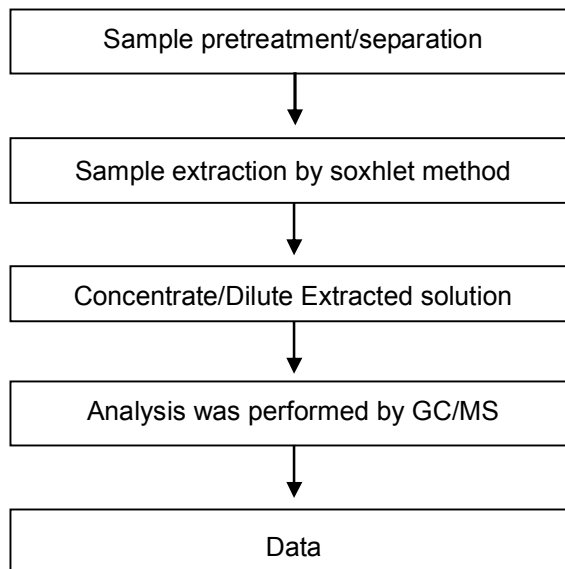 Sample pretreatment/separation
Sample extraction by soxhlet method
Concentrate/Dilute Extracted solution
Analysis was performed by GC/MS
Data